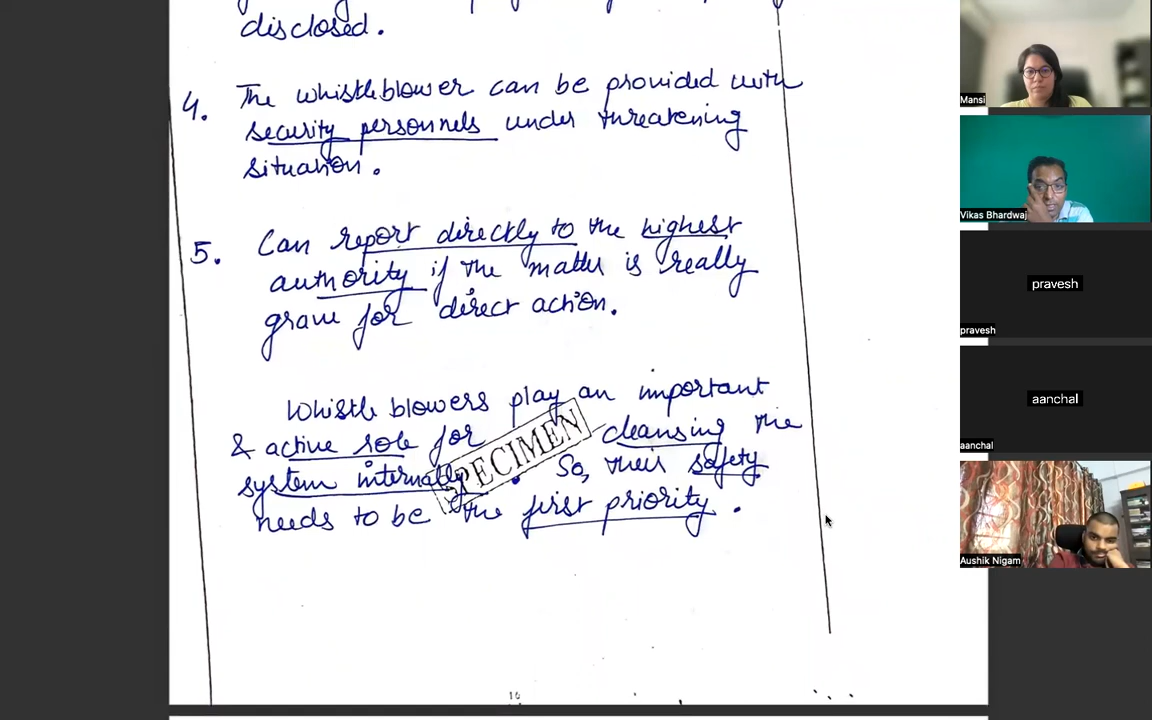 disclosed.
4. The whistleblower can be provided with
security personnels under threatening
situation.
5. Can report directly to the highest
authority if the matter is really
grave for direct action.
Whistle blowers play an important
& active role for cleansing the
system internally. So, their safety
needs to be the first priority.
SPECIMEN
10
Mansi
Vikas Bhardwaj
pravesh
pravesh
aanchal
aanchal
Aushik Nigam